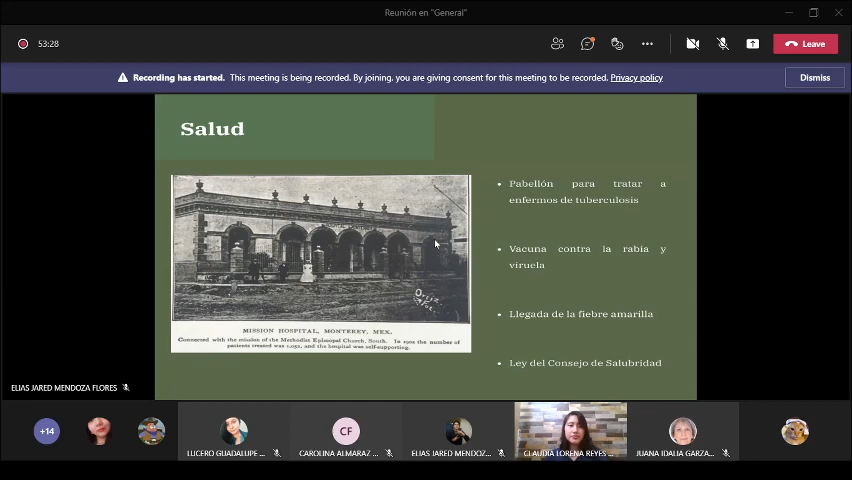 Reunión en "General"
53:28
Leave
Recording has started. This meeting is being recorded. By joining, you are giving consent for this meeting to be recorded. Privacy policy
Dismiss
Salud
Pabellón para tratar a
enfermos de tuberculosis
Vacuna contra la rabia y
viruela
Llegada de la fiebre amarilla
Ley del Consejo de Salubridad
MISSION HOSPITAL, MONTEREY, MEX.
Connected with the mission of the Methodist Episcopal Church, South. In 1902 the number of
patients treated was 1,052, and the hospital was self-supporting.
ELIAS JARED MENDOZA FLORES
+14
LUCERO GUADALUPE ...
CF
CAROLINA ALMARAZ ...
ELIAS JARED MENDOZ...
CLAUDIA LORENA REYES ...
JUANA IDALIA GARZA...